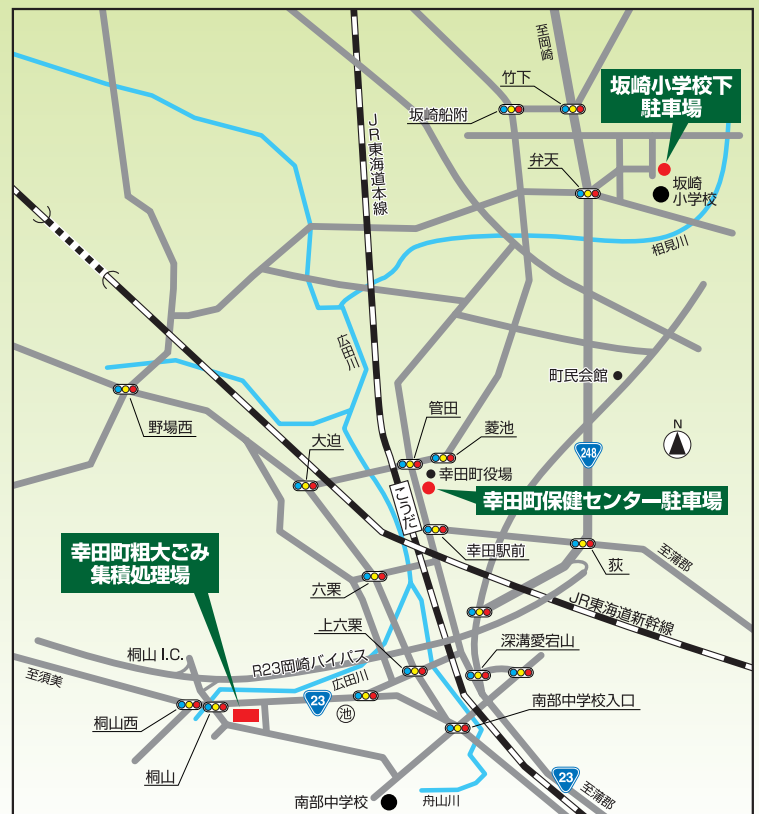 至岡崎
竹下
坂崎小学校下
駐車場
坂崎船附
JR東海道本線
弁天
坂崎
小学校
相見川
広田川
町民会館
N
野場西
管田
菱池
大迫
248
幸田町役場
こうだ
幸田町保健センター駐車場
幸田町粗大ごみ
集積処理場
幸田駅前
荻
至蒲郡
六栗
JR東海道新幹線
上六栗
深溝愛宕山
桐山 I.C.
R23岡崎バイパス
広田川
至須美
23
池
南部中学校入口
桐山西
桐山
23
至蒲郡
南部中学校
舟山川